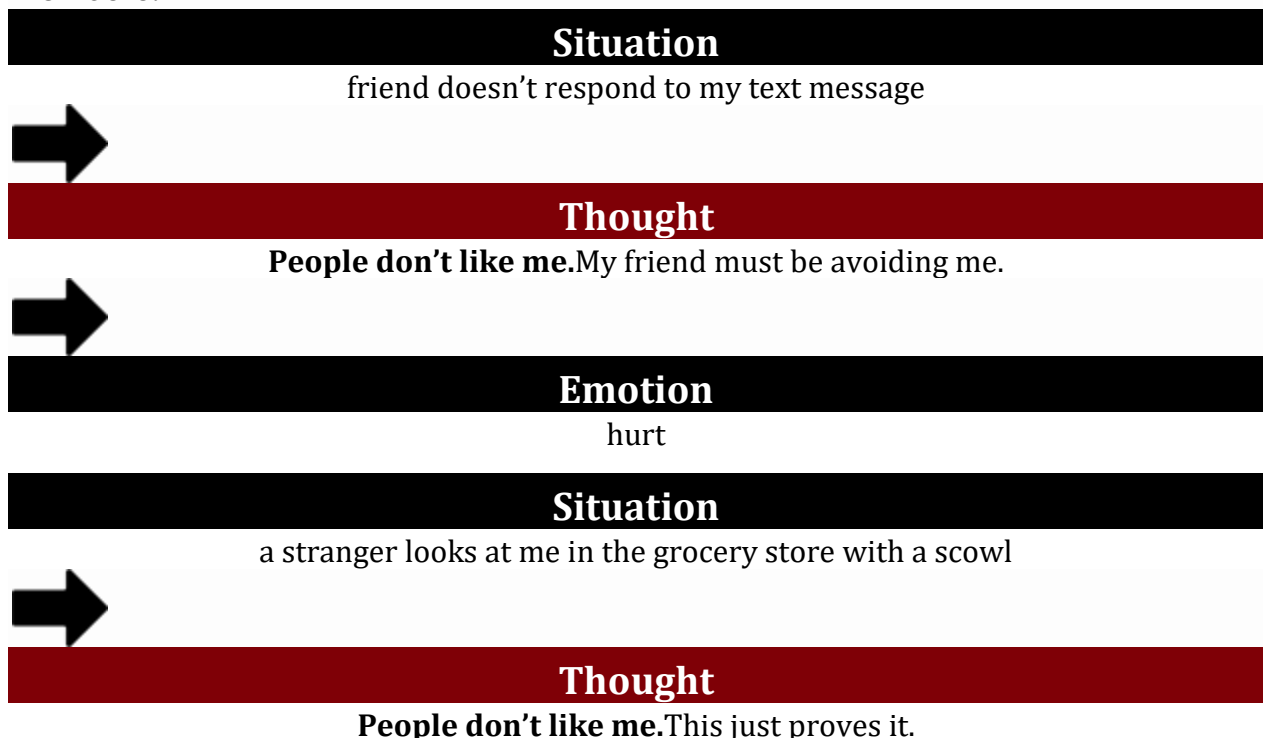 Situation
friend doesn’t respond to my text message
Thought
People don’t like me.My friend must be avoiding me.
Emotion
hurt
Situation
a stranger looks at me in the grocery store with a scowl
Thought
People don’t like me.This just proves it.